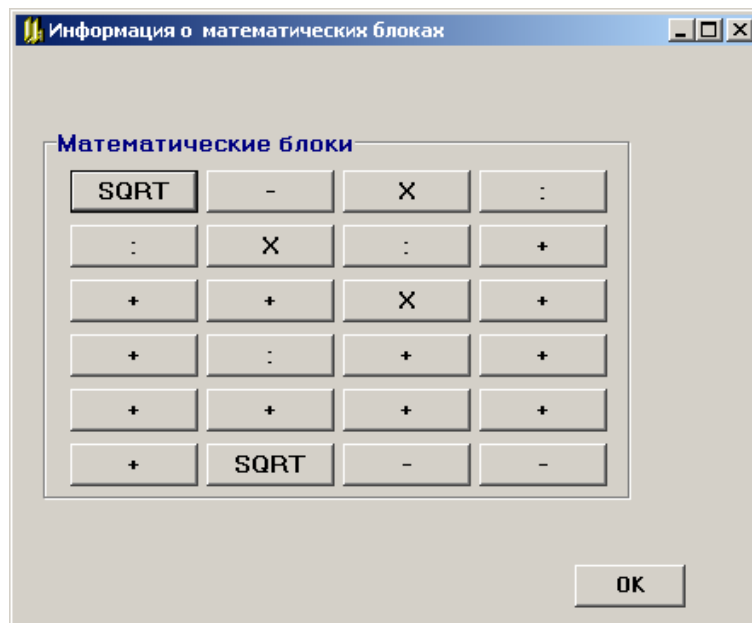 Информация о математических блоках
Математические блоки
SQRT - X :
: X : +
+ + X +
+ : + +
+ + + +
+ SQRT - -
OK